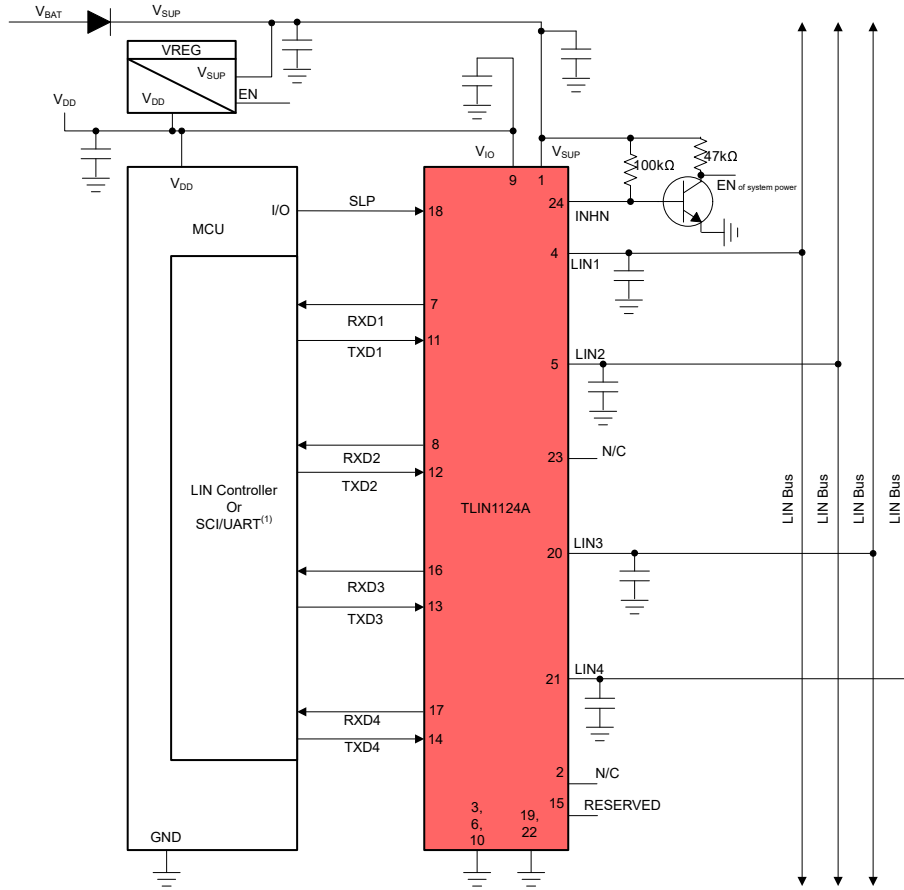 VBAT
VSUP
VREG
VSUP
VDD
EN
VDD
VIO
VSUP
100kΩ
47kΩ
EN of system power
VDD
9
1
I/O
SLP
18
24
INHN
MCU
4
LIN1
7
RXD1
11
TXD1
5
LIN2
8
RXD2
12
TXD2
23
N/C
LIN Controller
Or
SCI/UART(1)
TLIN1124A
LIN Bus
LIN Bus
LIN Bus
LIN Bus
20
LIN3
16
RXD3
13
TXD3
21
LIN4
17
RXD4
14
TXD4
2
N/C
15
RESERVED
3,
6,
10
19,
22
GND